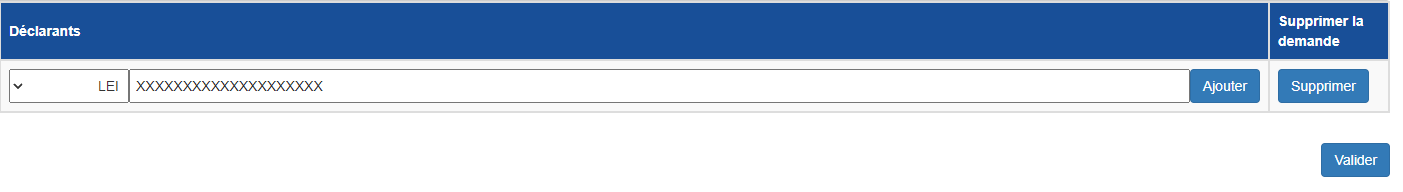 Déclarants
Supprimer la
demande
LEI
XXXXXXXXXXXXXXXXXXXX
Ajouter
Supprimer
Valider